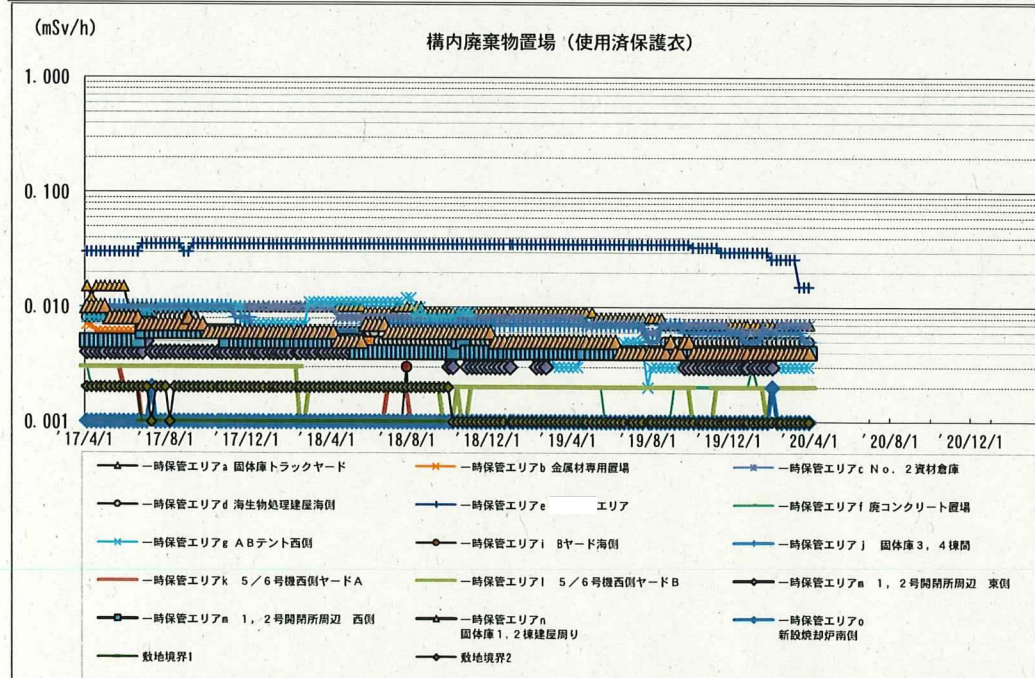 (mSv/h)
構内廃棄物置場（使用済保護衣）
1.000
0.100
0.010
0.001
'17/4/1 '17/8/1 '17/12/1 '18/4/1 '18/8/1 '18/12/1 '19/4/1 '19/8/1 '19/12/1 '20/4/1 '20/8/1 '20/12/1
一時保管エリアa 固体庫トラックヤード 一時保管エリアb 金属材専用置場 一時保管エリアc No．2資材倉庫
一時保管エリアd 海生物処理建屋海側 一時保管エリアe エリア 一時保管エリアf 廃コンクリート置場
一時保管エリアg ABテント西側 一時保管エリアi Bヤード海側 一時保管エリアj 固体庫3，4棟間
一時保管エリアk 5／6号機西側ヤードA 一時保管エリアl 5／6号機西側ヤードB 一時保管エリアm 1，2号開閉所周辺 東側
一時保管エリアm 1，2号開閉所周辺 西側 一時保管エリアn 一時保管エリアo
固体庫1，2棟建屋周り 新設焼却炉南側
敷地境界1 敷地境界2